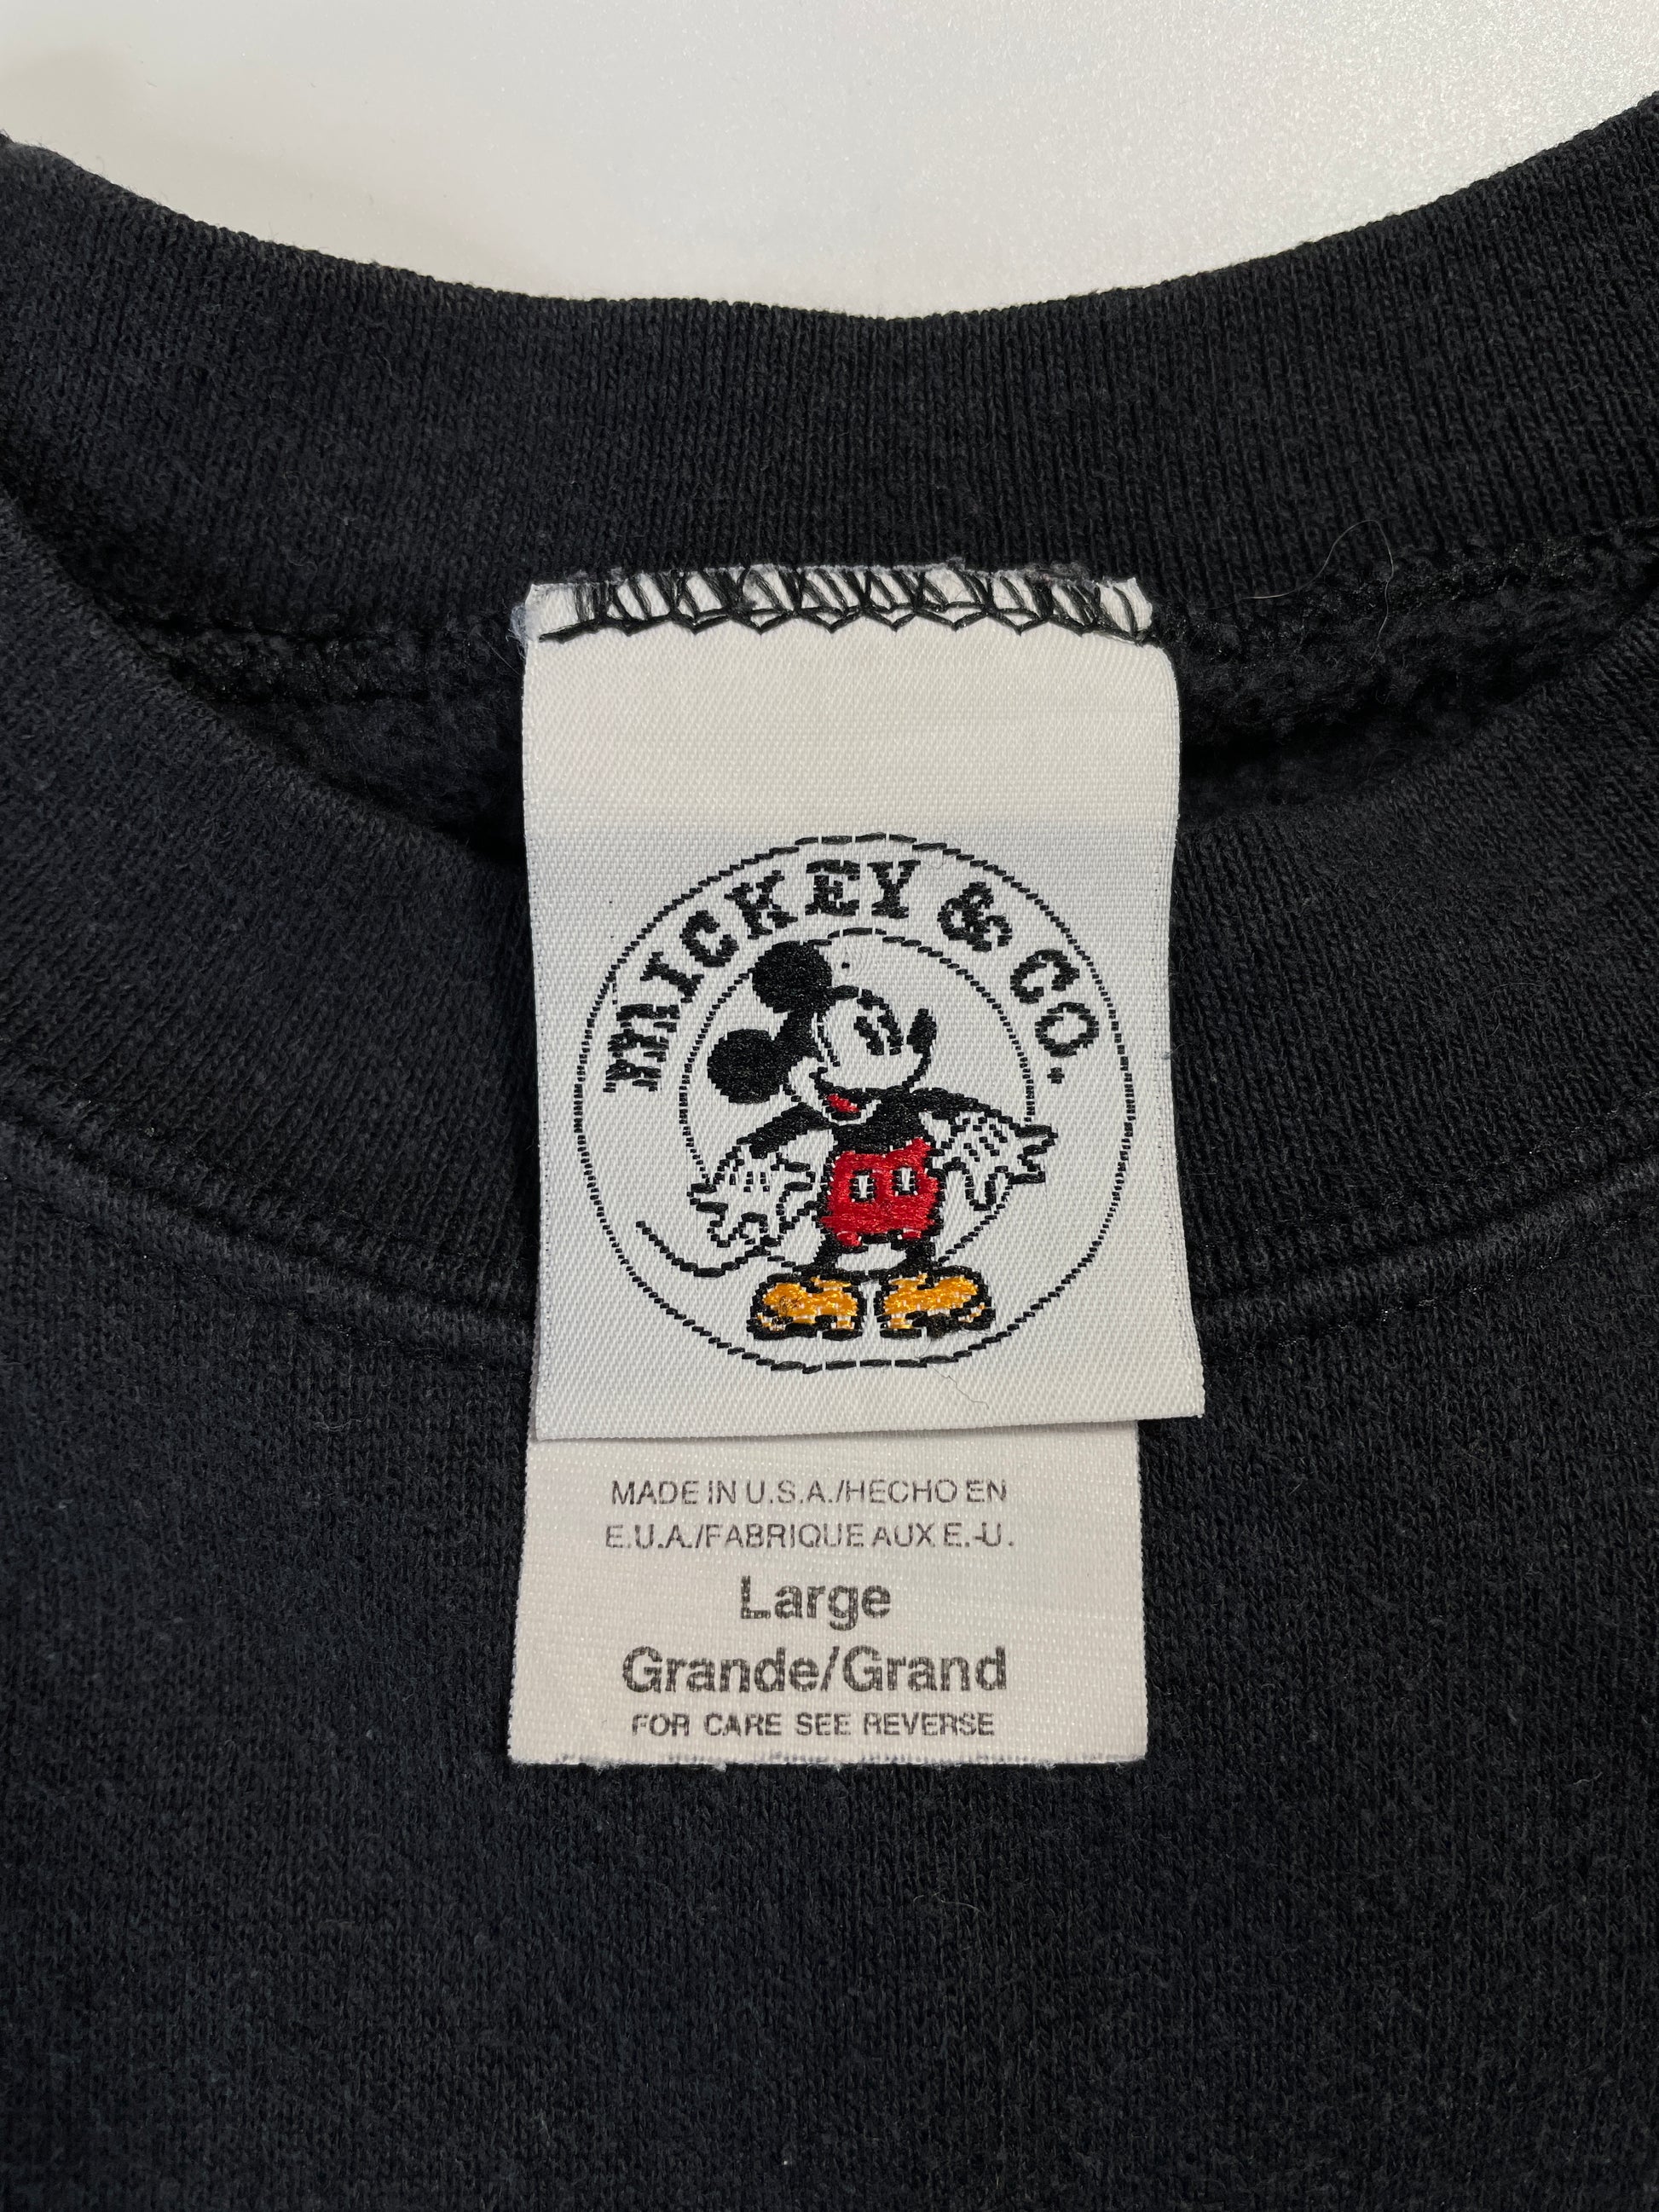 MICKEY & CO.
MADE IN U.S.A./HECHO EN
E.U.A./FABRIQUE AUX E.-U.
Large
Grande/Grand
FOR CARE SEE REVERSE